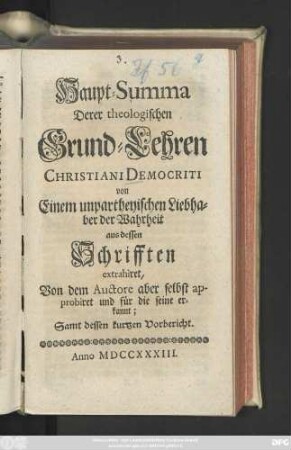 3.
Haupt-Summa
Derer theologischen
Grund-Lehren
CHRISTIANI DEMOCRITI
von
Einem unpartheyischen Liebha-
ber der Wahrheit
aus dessen
Schrifften
extrahiret,
Von dem Auctore aber selbst ap-
probiret und für die seine er-
kannt;
Samt dessen kurtzen Vorbericht.
Anno MDCCXXXIII.